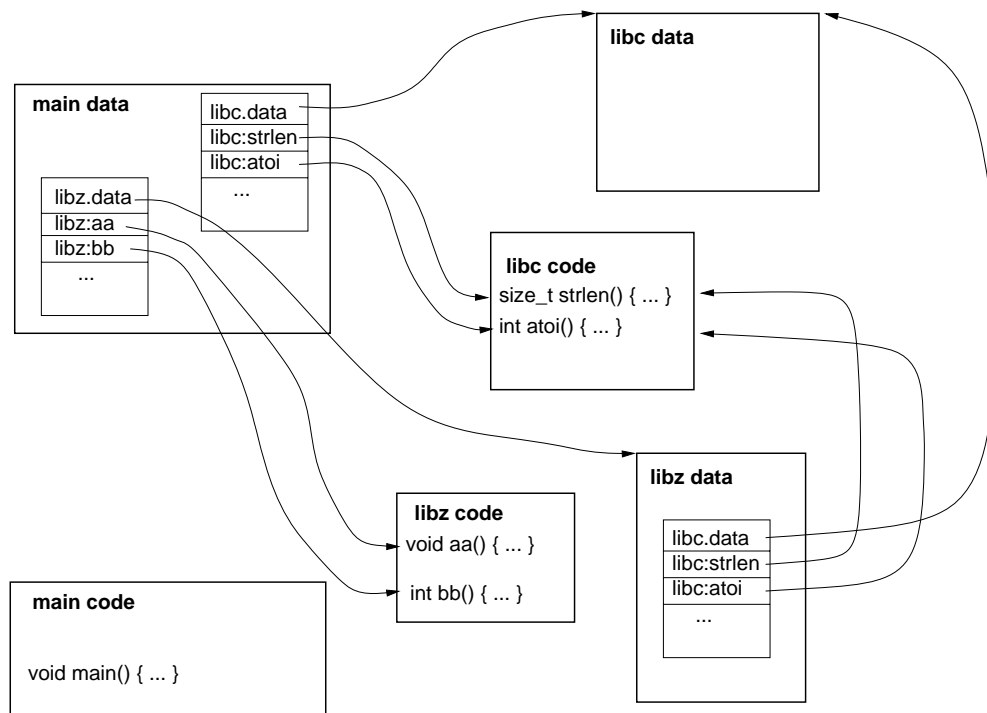 libc data
main data
libc.data
libc:strlen
libc:atoi
...
libz.data
libz:aa
libz:bb
...
libc code
size_t strlen() { ... }
int atoi() { ... }
libz data
libc.data
libc:strlen
libc:atoi
...
libz code
void aa() { ... }
int bb() { ... }
main code
void main() { ... }